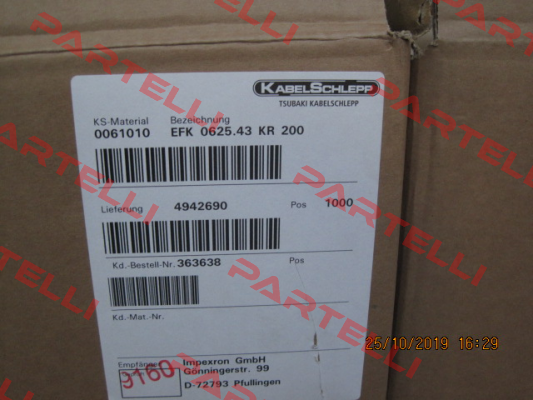 KABELSCHLEPP
TSUBAKI KABELSCHLEPP
KS-Material Bezeichnung
0061010 EFK 0625.43 KR 200
Lieferung 4942690 Pos 1000
Kd.-Bestell-Nr. 363638 Pos
Kd.-Mat.-Nr.
Empfänger Impexron GmbH
Gönningerstr. 99
D-72793 Pfullingen
9160
25/10/2019 16:29
PARTELLI
PARTELLI
PARTELLI
PARTELLI
PARTELLI